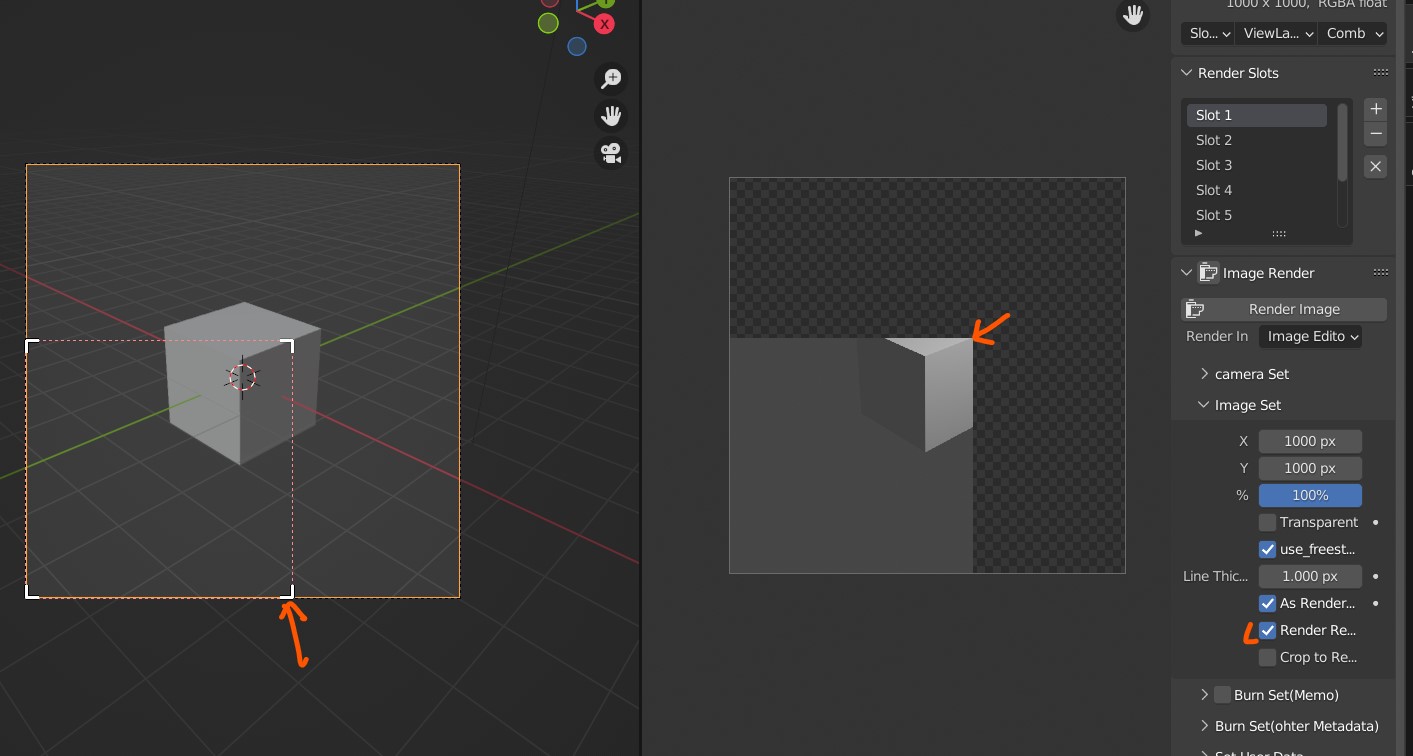 X
1000 x 1000, RGBA float
Slo...
ViewLa...
Comb
Render Slots
Slot 1
Slot 2
Slot 3
Slot 4
Slot 5
Image Render
Render Image
Render In
Image Edito
camera Set
Image Set
X 1000 px
Y 1000 px
% 100%
Transparent
use_freest...
Line Thic... 1.000 px
As Render...
Render Re...
Crop to Re...
Burn Set(Memo)
Burn Set(ohter Metadata)
Set User Data